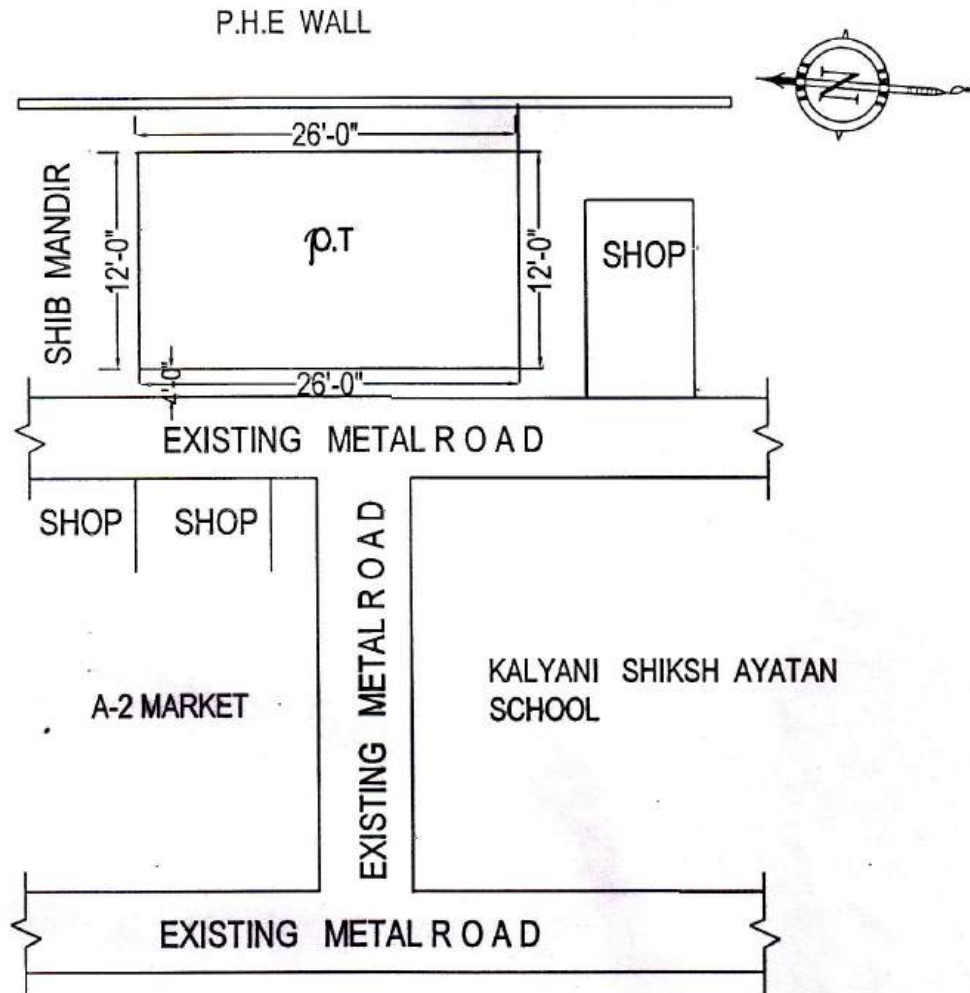 P.H.E WALL
N
26'-0"
SHIB MANDIR
12'-0"
P.T
12'-0"
SHOP
4'-0"
26'-0"
EXISTING METAL ROAD
SHOP
SHOP
EXISTING METAL ROAD
A-2 MARKET
KALYANI SHIKSH AYATAN
SCHOOL
EXISTING METAL ROAD